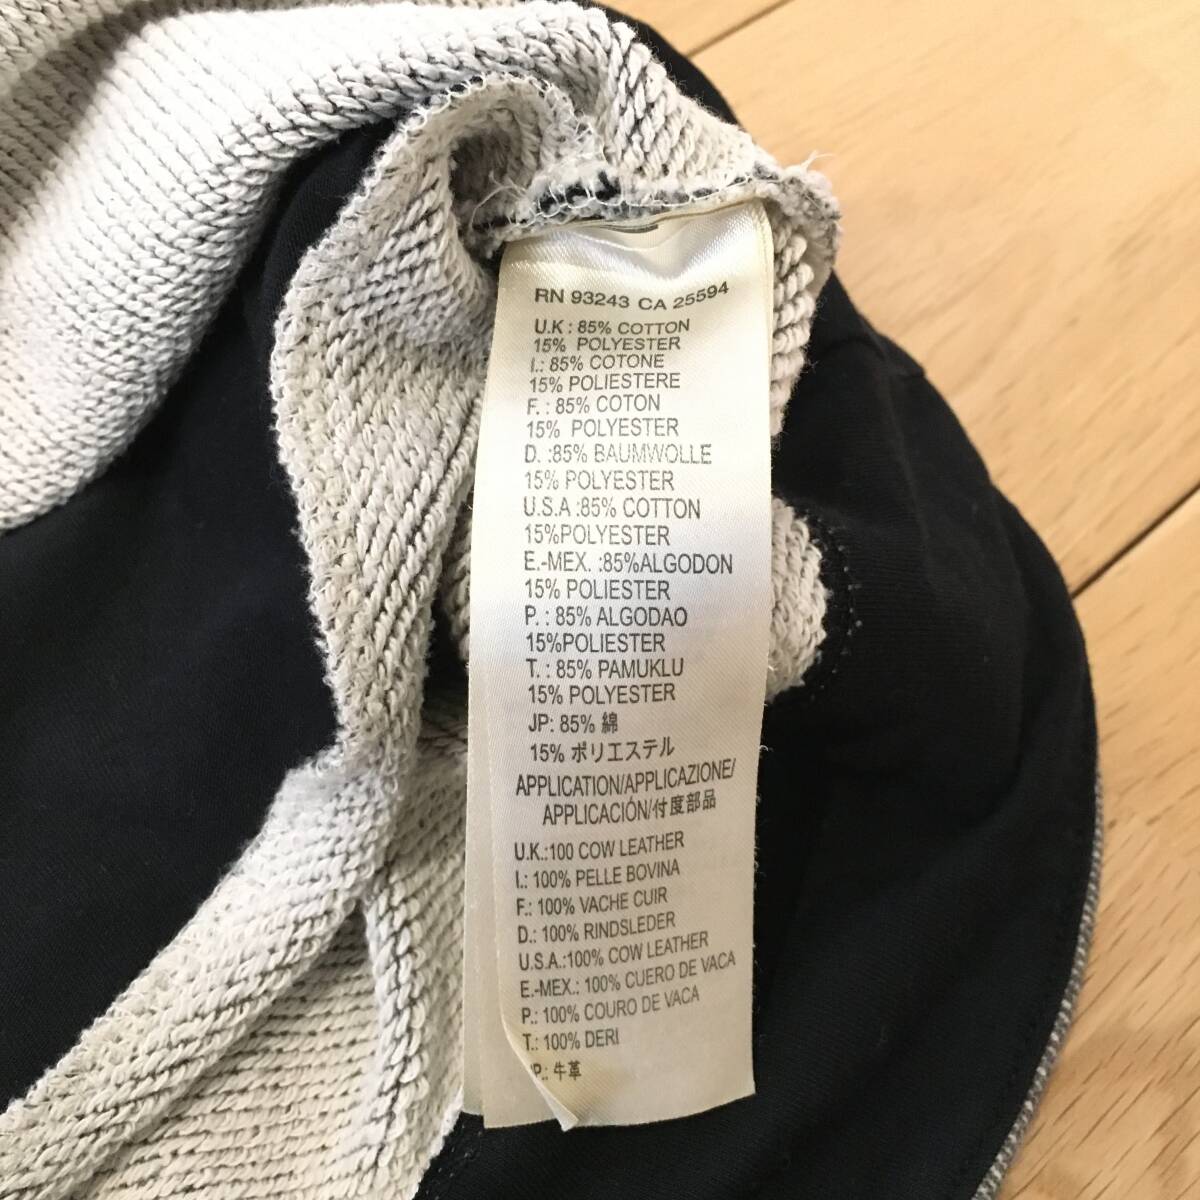 RN 93243 CA 25594
U.K : 85% COTTON
15% POLYESTER
I.: 85% COTONE
15% POLIESTERE
F. : 85% COTON
15% POLYESTER
D. :85% BAUMWOLLE
15% POLYESTER
U.S.A :85% COTTON
15%POLYESTER
E.-MEX. :85%ALGODON
15% POLIESTER
P. : 85% ALGODAO
15%POLIESTER
T. : 85% PAMUKLU
15% POLYESTER
JP: 85% 綿
15% ポリエステル
APPLICATION/APPLICAZIONE/
APPLICACIÓN/付度部品
U.K.:100 COW LEATHER
I.: 100% PELLE BOVINA
F.: 100% VACHE CUIR
D.: 100% RINDSLEDER
U.S.A.:100% COW LEATHER
E.-MEX.: 100% CUERO DE VACA
P.: 100% COURO DE VACA
T.: 100% DERI
JP.: 牛革